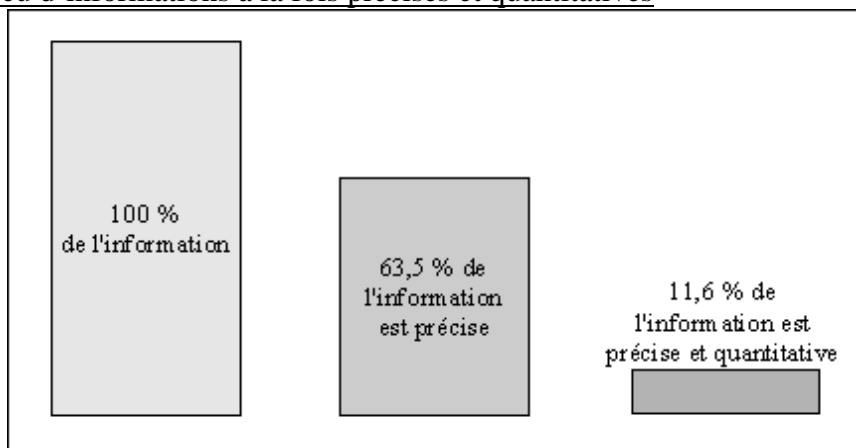 d'informations à la fois précises et quantitatives
100 %
de l'information
63,5 % de
l'information
est précise
11,6 % de
l'information est
précise et quantitative